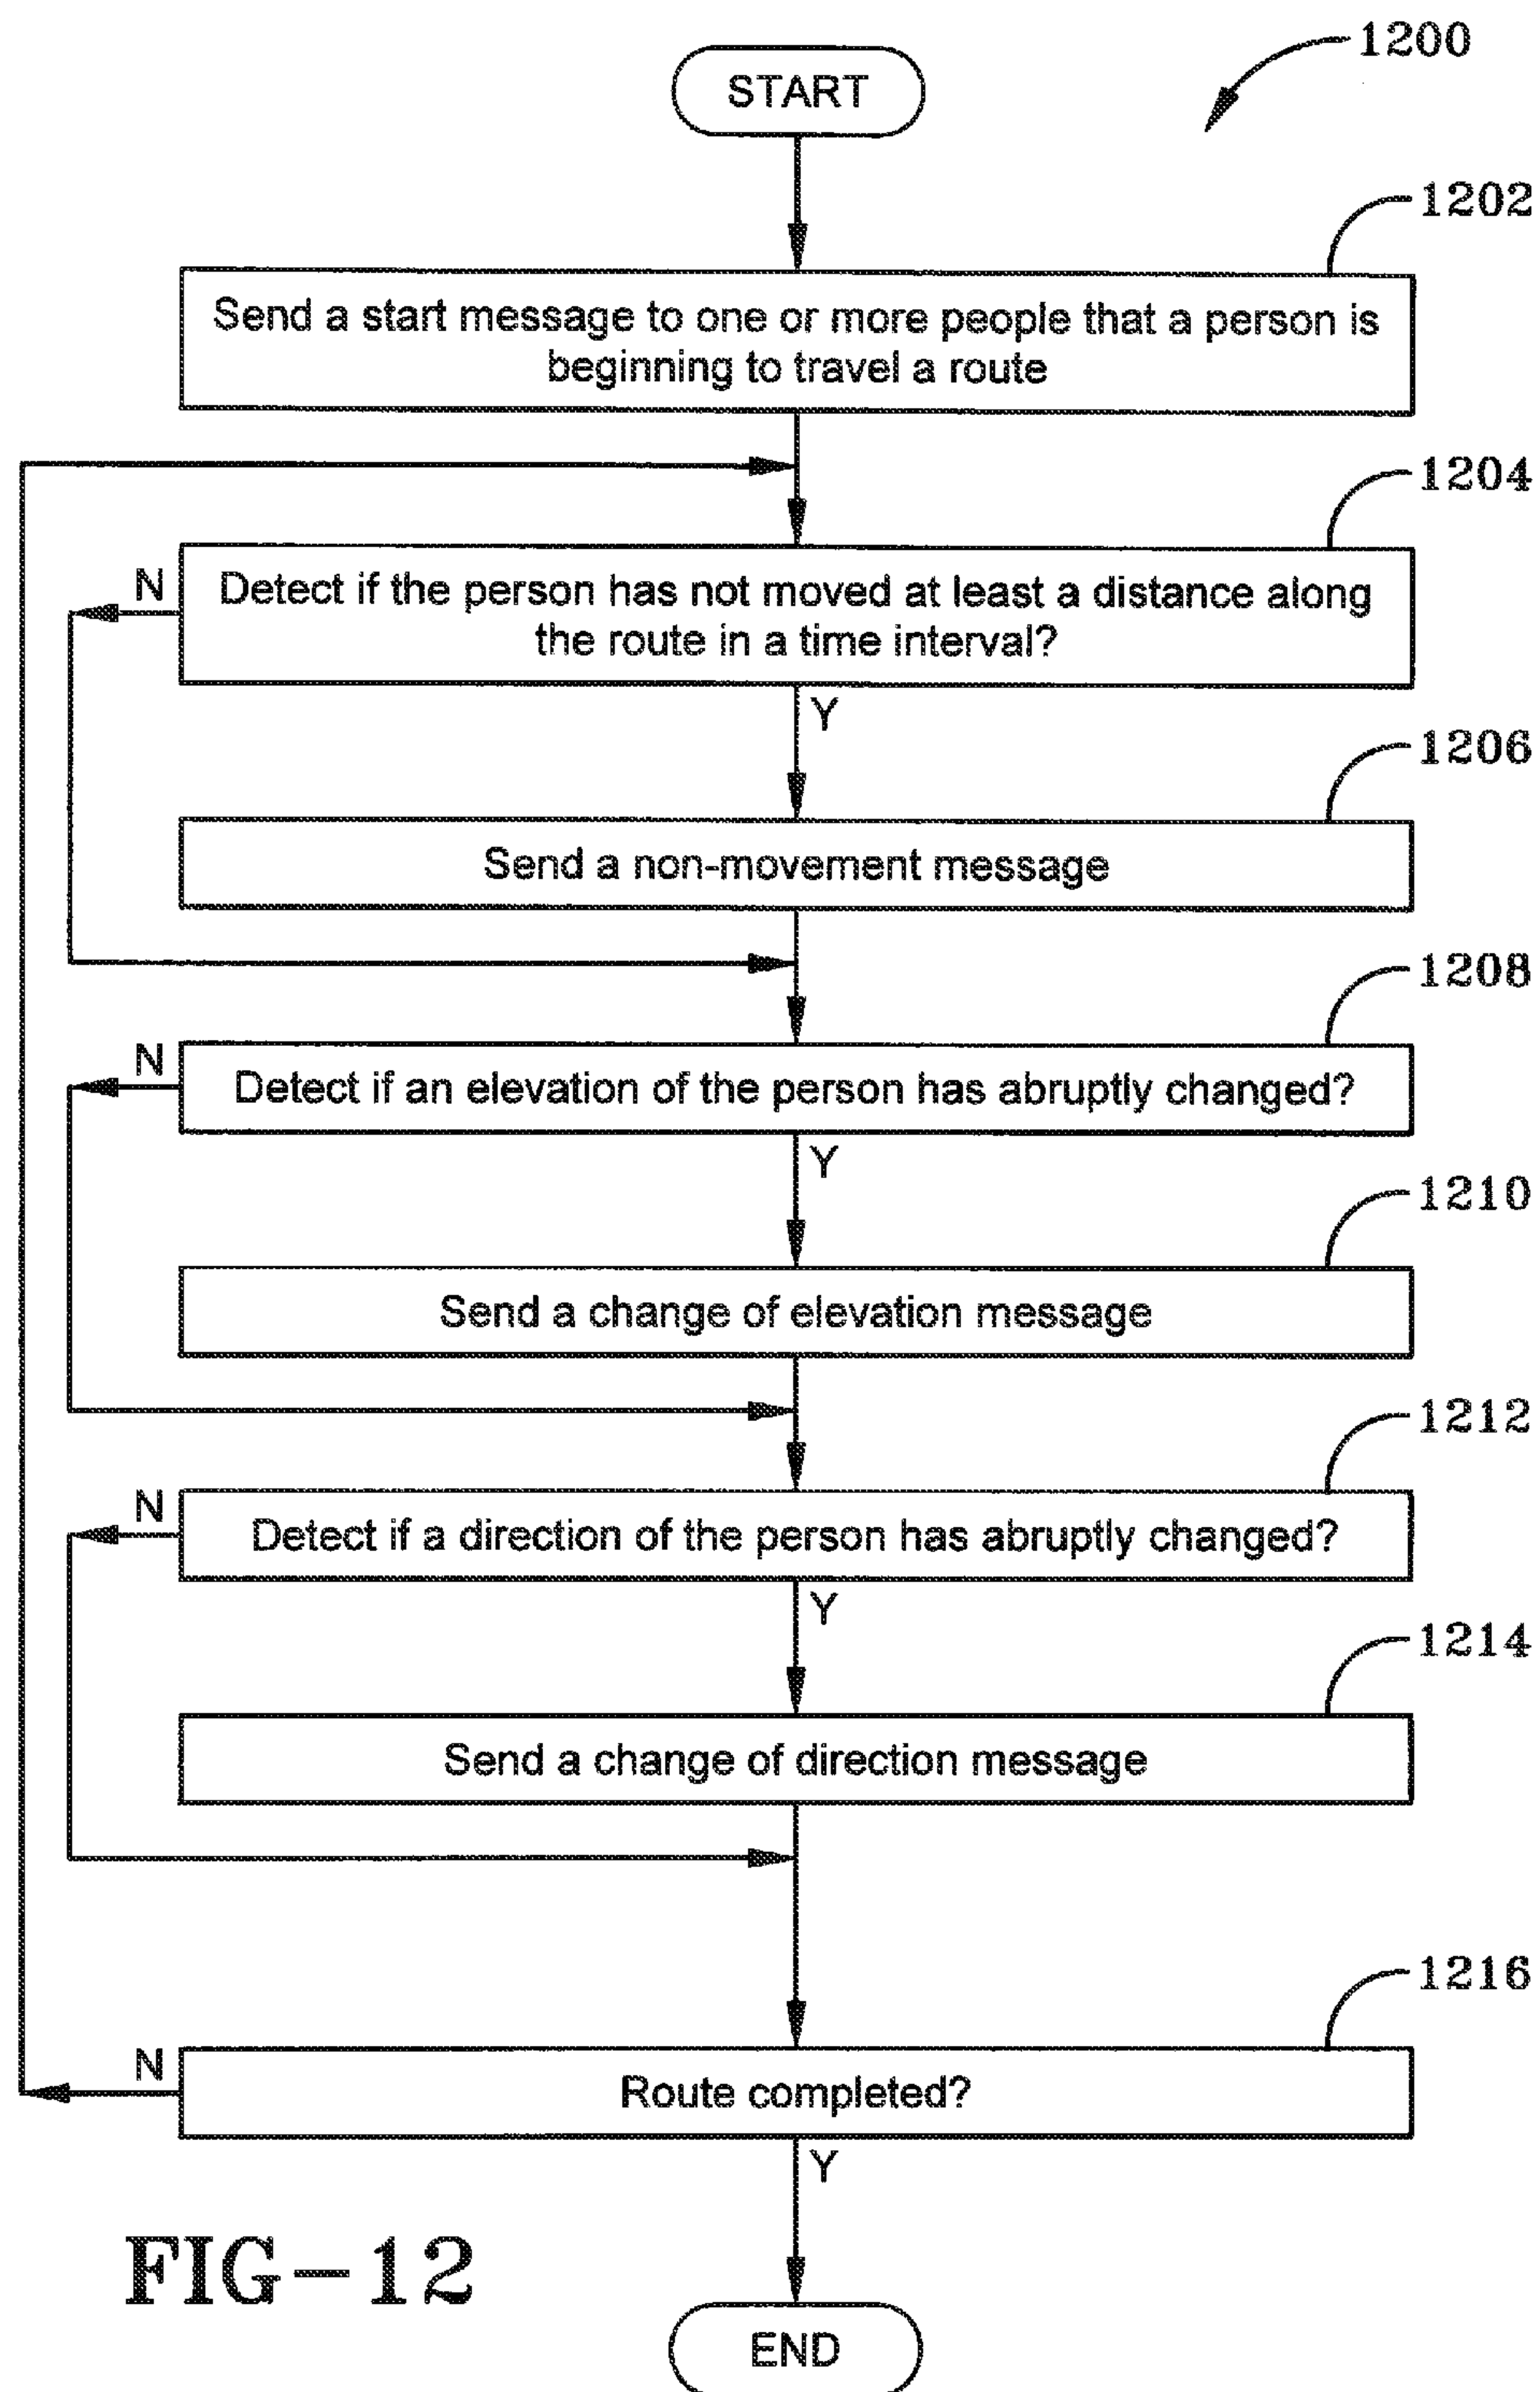 1200
START
1202
Send a start message to one or more people that a person is
beginning to travel a route
1204
N
Detect if the person has not moved at least a distance along
the route in a time interval?
Y
1206
Send a non-movement message
1208
N
Detect if an elevation of the person has abruptly changed?
Y
1210
Send a change of elevation message
1212
N
Detect if a direction of the person has abruptly changed?
Y
1214
Send a change of direction message
1216
N
Route completed?
Y
FIG-12
END